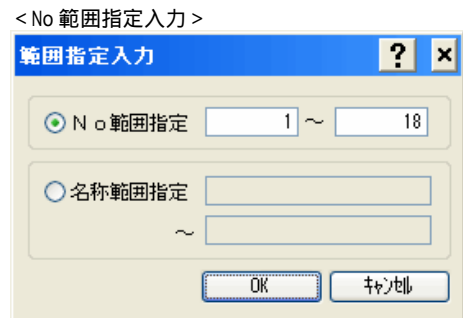 <No 範囲指定入力>
範囲指定入力
No範囲指定 1 ～ 18
名称範囲指定
～
OK ｷｬﾝｾﾙ